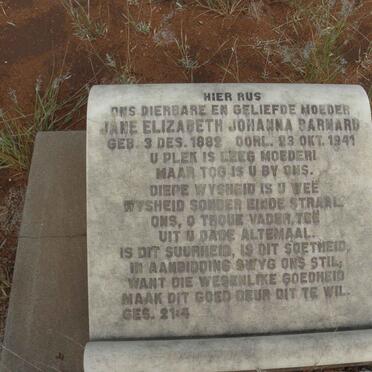 HIER RUS
ONS DIERBARE EN GELIEFDE MOEDER
JANE ELIZABETH JOHANNA BARNARD
GEB. 3 DES. 1882 OORL. 23 OKT. 1941
U PLEK IS LEEG MOEDER!
MAAR TOG IS U BY ONS.
DIEPE WYSHEID IS U WEË
WYSHEID SONDER EINDE STRAAL,
ONS, O TROUE VADER, TEË
UIT U DADE ALTEMAAL.
IS DIT SUURHEID, IS DIT SOETHEID,
IN AANBIDDING SWYG ONS STIL;
WANT DIE WESENLIKE GOEDHEID
MAAK DIT GOED DEUR DIT TE WIL.
GES. 21:4